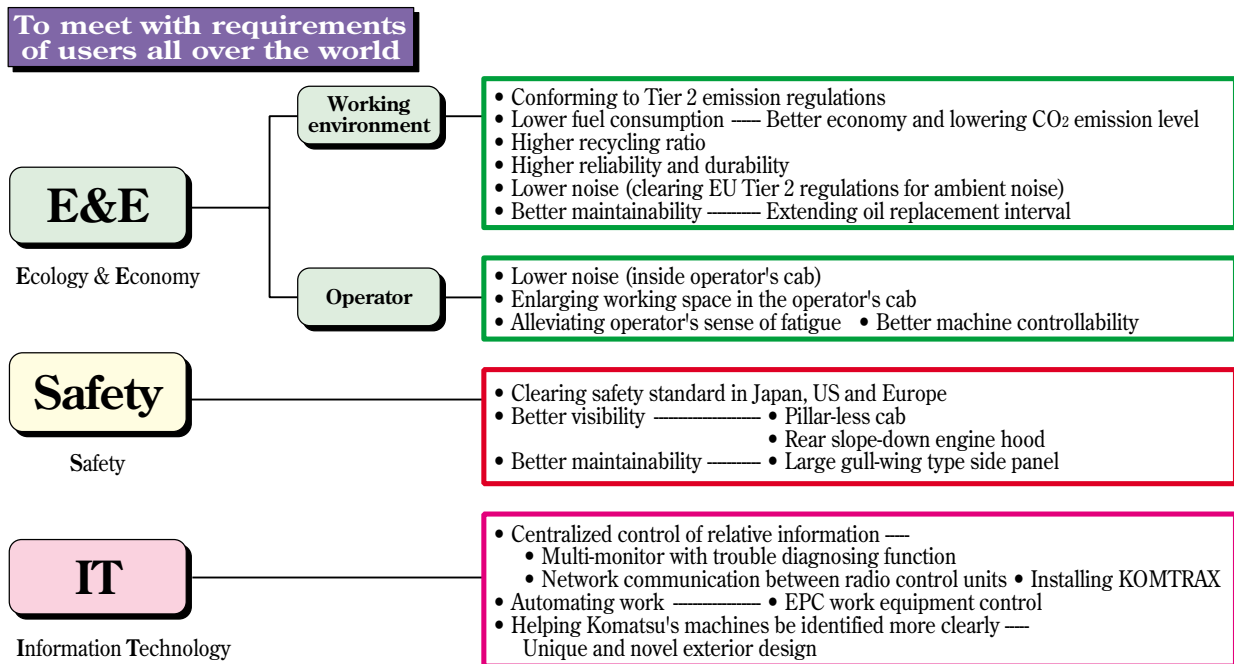 To meet with requirements
of users all over the world
Working
environment
• Conforming to Tier 2 emission regulations
• Lower fuel consumption ----- Better economy and lowering CO₂ emission level
• Higher recycling ratio
• Higher reliability and durability
• Lower noise (clearing EU Tier 2 regulations for ambient noise)
• Better maintainability ---------- Extending oil replacement interval
E&E
Ecology & Economy
Operator
• Lower noise (inside operator's cab)
• Enlarging working space in the operator's cab
• Alleviating operator's sense of fatigue • Better machine controllability
Safety
Safety
• Clearing safety standard in Japan, US and Europe
• Better visibility -------------------- • Pillar-less cab
• Rear slope-down engine hood
• Better maintainability ---------- • Large gull-wing type side panel
IT
Information Technology
• Centralized control of relative information -----
• Multi-monitor with trouble diagnosing function
• Network communication between radio control units • Installing KOMTRAX
• Automating work ---------------- • EPC work equipment control
• Helping Komatsu's machines be identified more clearly -----
Unique and novel exterior design